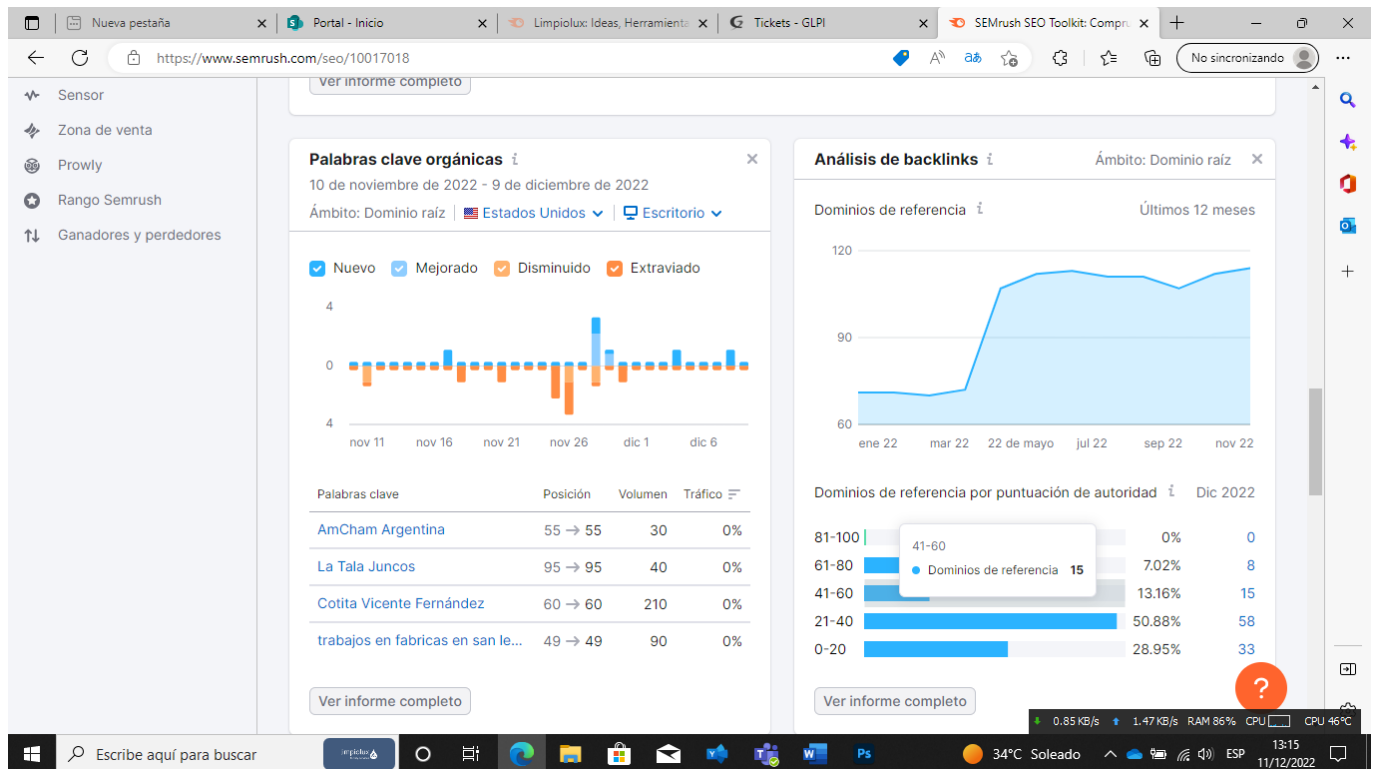 Nueva pestaña
Portal - Inicio
Limpiolux: Ideas, Herramienta
Tickets - GLPI
SEMrush SEO Toolkit: Compru
https://www.semrush.com/seo/10017018
No sincronizando
Sensor
Zona de venta
Prowly
Rango Semrush
Ganadores y perdedores
Ver informe completo
Palabras clave orgánicas
10 de noviembre de 2022 - 9 de diciembre de 2022
Ámbito: Dominio raíz Estados Unidos Escritorio
Nuevo Mejorado Disminuido Extraviado
4
0
4
nov 11 nov 16 nov 21 nov 26 dic 1 dic 6
Palabras clave Posición Volumen Tráfico
AmCham Argentina 55 → 55 30 0%
La Tala Juncos 95 → 95 40 0%
Cotita Vicente Fernández 60 → 60 210 0%
trabajos en fabricas en san le... 49 → 49 90 0%
Ver informe completo
Análisis de backlinks Ámbito: Dominio raíz
Dominios de referencia Últimos 12 meses
120
90
60
ene 22 mar 22 22 de mayo jul 22 sep 22 nov 22
Dominios de referencia por puntuación de autoridad Dic 2022
81-100 0% 0
61-80 7.02% 8
41-60 13.16% 15
21-40 50.88% 58
0-20 28.95% 33
41-60
Dominios de referencia 15
Ver informe completo
?
0.85 KB/s 1.47 KB/s RAM 86% CPU CPU 46°C
Escribe aquí para buscar
limpiolux
34°C Soleado
ESP
13:15
11/12/2022